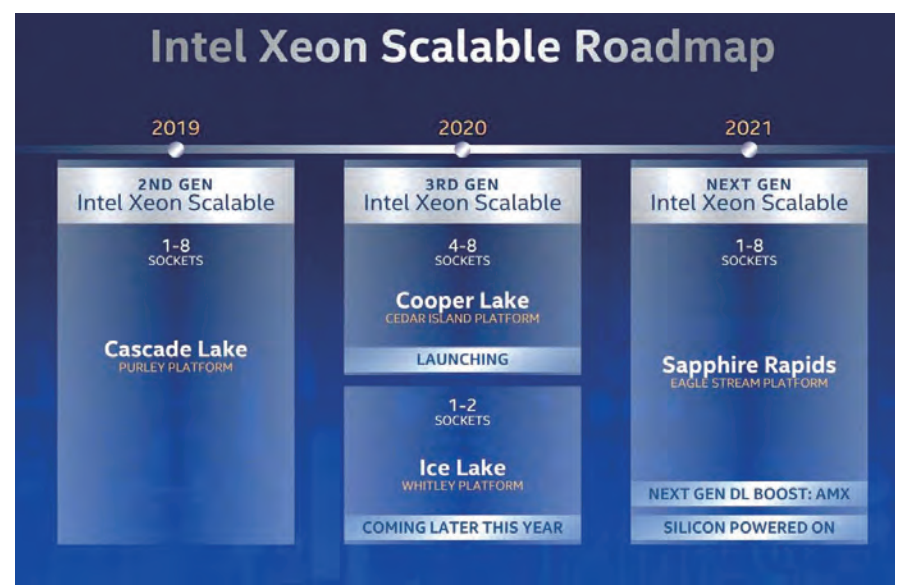 Intel Xeon Scalable Roadmap
2019
2020
2021
2ND GEN
Intel Xeon Scalable
1-8
SOCKETS
Cascade Lake
PURLEY PLATFORM
3RD GEN
Intel Xeon Scalable
4-8
SOCKETS
Cooper Lake
CEDAR ISLAND PLATFORM
LAUNCHING
1-2
SOCKETS
Ice Lake
WHITLEY PLATFORM
COMING LATER THIS YEAR
NEXT GEN
Intel Xeon Scalable
1-8
SOCKETS
Sapphire Rapids
EAGLE STREAM PLATFORM
NEXT GEN DL BOOST: AMX
SILICON POWERED ON